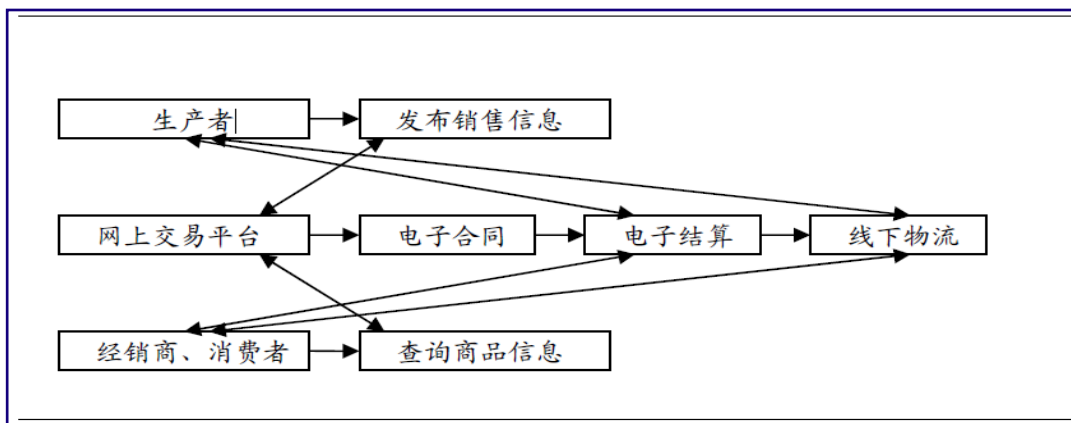 生产者
发布销售信息
网上交易平台
电子合同
电子结算
线下物流
经销商、消费者
查询商品信息